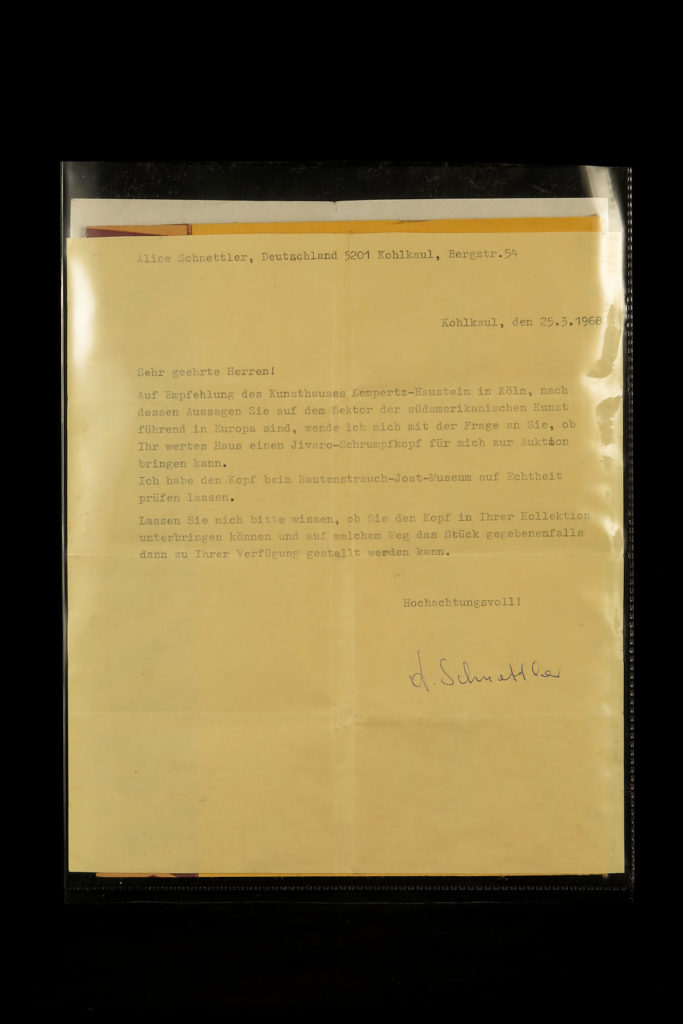 Alice Schnettler, Deutschland 5201 Kohlkaul, Bergstr.54
Kohlkaul, den 25.3.1968
Sehr geehrte Herren!
Auf Empfehlung des Kunsthauses Lempertz-Haustein in Köln, nach
dessen Aussagen Sie auf dem Sektor der südamerikanischen Kunst
führend in Europa sind, wende ich mich mit der Frage an Sie, ob
Ihr wertes Haus einen Jivaro-Schrumpfkopf für mich zur Auktion
bringen kann.
Ich habe den Kopf beim Rautenstrauch-Jost-Museum auf Echtheit
prüfen lassen.
Lassen Sie mich bitte wissen, ob Sie den Kopf in Ihrer Kollektion
unterbringen können und auf welchem Weg das Stück gegebenenfalls
dann zu Ihrer Verfügung gestellt werden kann.
Hochachtungsvoll!
A. Schnettler